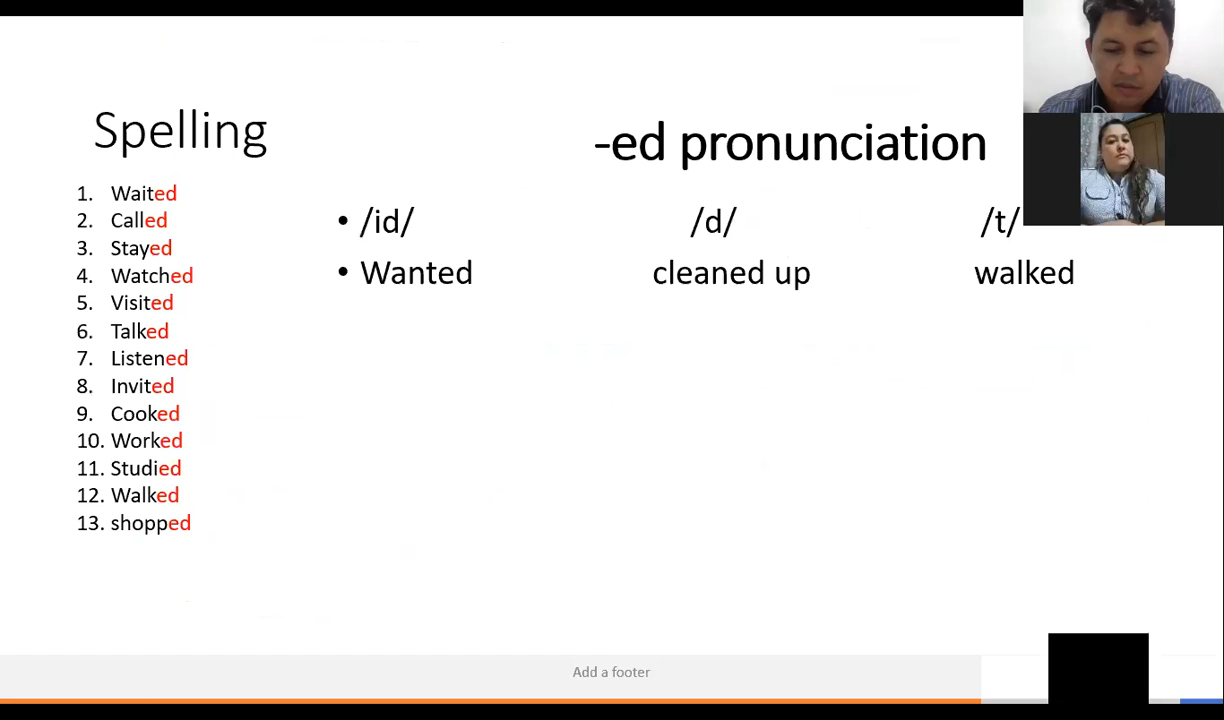 Spelling
-ed pronunciation
1. Waited
2. Called
3. Stayed
4. Watched
5. Visited
6. Talked
7. Listened
8. Invited
9. Cooked
10. Worked
11. Studied
12. Walked
13. shopped
• /id/ /d/ /t/
• Wanted cleaned up walked
Add a footer